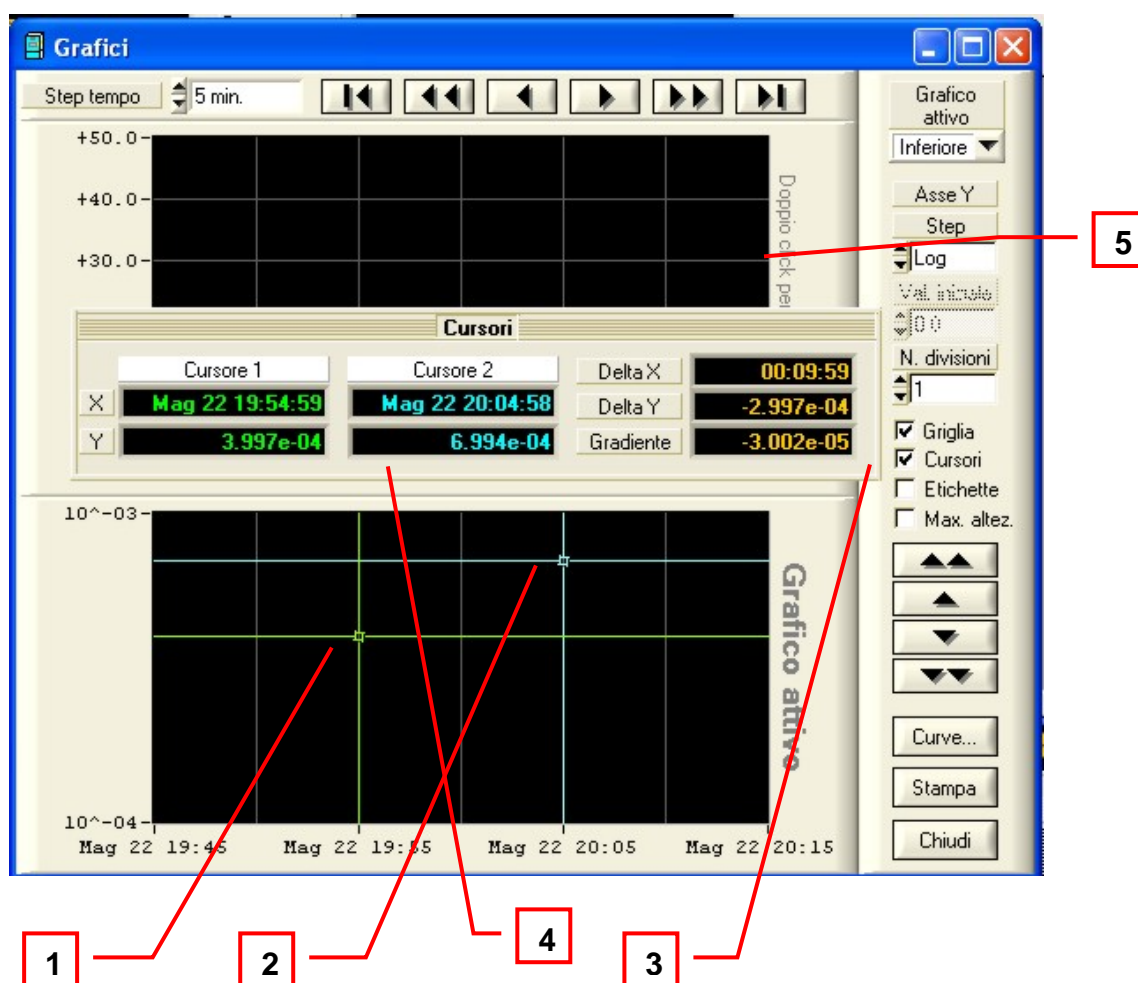 Grafici
Step tempo 5 min.
Grafico
attivo
Inferiore
+50.0
+40.0
+30.0
Doppio click per
Asse Y
Step
Log
Val. iniziale
0.0
N. divisioni
1
Griglia
Cursori
Etichette
Max. altez.
Cursori
Cursore 1 Cursore 2 Delta X 00:09:59
X Mag 22 19:54:59 Mag 22 20:04:58 Delta Y -2.997e-04
Y 3.997e-04 6.994e-04 Gradiente -3.002e-05
10^-03
10^-04
Mag 22 19:45 Mag 22 19:55 Mag 22 20:05 Mag 22 20:15
Grafico attivo
Curve...
Stampa
Chiudi
5
1
2
4
3